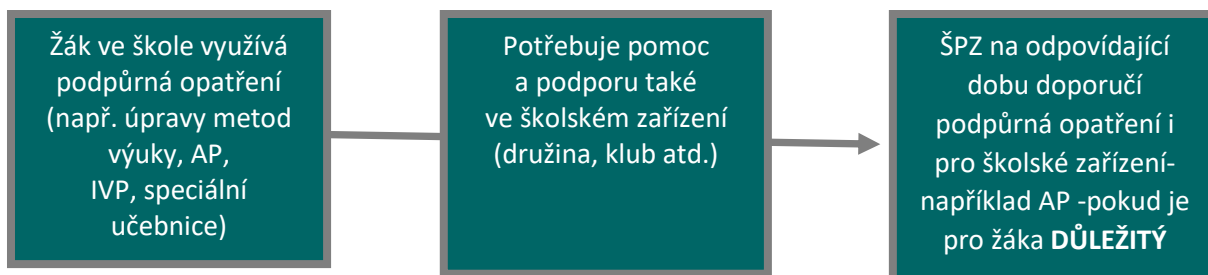 Žák ve škole využívá
podpůrná opatření
(např. úpravy metod
výuky, AP,
IVP, speciální
učebnice)
Potřebuje pomoc
a podporu také
ve školském zařízení
(družina, klub atd.)
ŠPZ na odpovídající
dobu doporučí
podpůrná opatření i
pro školské zařízení-
například AP -pokud je
pro žáka DŮLEŽITÝ